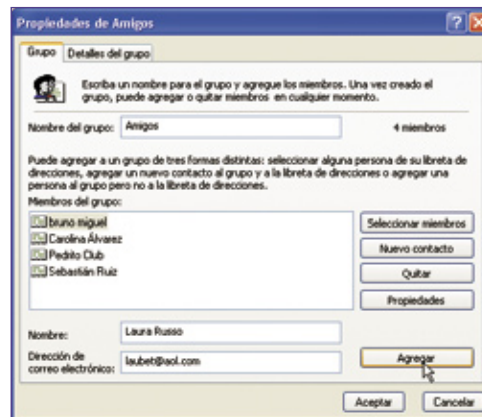 Propiedades de Amigos
Grupo Detalles del grupo
Escriba un nombre para el grupo y agregue los miembros. Una vez creado el
grupo, puede agregar o quitar miembros en cualquier momento.
Nombre del grupo: Amigos 4 miembros
Puede agregar a un grupo de tres formas distintas: seleccionar alguna persona de su libreta de
direcciones, agregar un nuevo contacto al grupo y a la libreta de direcciones o agregar una
persona al grupo pero no a la libreta de direcciones.
Miembros del grupo:
bruno miguel
Carolina Álvarez
Pedrito Club
Sebastián Ruiz
Seleccionar miembros
Nuevo contacto
Quitar
Propiedades
Nombre: Laura Russo
Dirección de
correo electrónico: laubet@aol.com
Agregar
Aceptar Cancelar